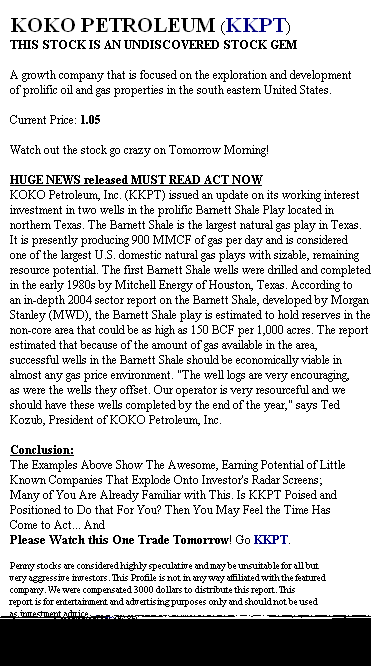 KOKO PETROLEUM (KKPT)
THIS STOCK IS AN UNDISCOVERED STOCK GEM
A growth company that is focused on the exploration and development
of prolific oil and gas properties in the south eastern United States.
Current Price: 1.05
Watch out the stock go crazy on Tomorrow Morning!
HUGE NEWS released MUST READ ACT NOW
KOKO Petroleum, Inc. (KKPT) issued an update on its working interest
investment in two wells in the prolific Barnett Shale Play located in
northern Texas. The Barnett Shale is the largest natural gas play in Texas.
It is presently producing 900 MMCF of gas per day and is considered
one of the largest U.S. domestic natural gas plays with sizable, remaining
resource potential. The first Barnett Shale wells were drilled and completed
in the early 1980s by Mitchell Energy of Houston, Texas. According to
an in-depth 2004 sector report on the Barnett Shale, developed by Morgan
Stanley (MWD), the Barnett Shale play is estimated to hold reserves in the
non-core area that could be as high as 150 BCF per 1,000 acres. The report
estimated that because of the amount of gas available in the area,
successful wells in the Barnett Shale should be economically viable in
almost any gas price environment. "The well logs are very encouraging,
as were the wells they offset. Our operator is very resourceful and we
should have these wells completed by the end of the year," says Ted
Kozub, President of KOKO Petroleum, Inc.
Conclusion:
The Examples Above Show The Awesome, Earning Potential of Little
Known Companies That Explode Onto Investor's Radar Screens;
Many of You Are Already Familiar with This. Is KKPT Poised and
Positioned to Do that For You? Then You May Feel the Time Has
Come to Act... And
Please Watch this One Trade Tomorrow! Go KKPT.
Penny stocks are considered highly speculative and may be unsuitable for all but
very aggressive investors. This Profile is not in any way affiliated with the featured
company. We were compensated 3000 dollars to distribute this report. This
report is for entertainment and advertising purposes only and should not be used
as investment advice.